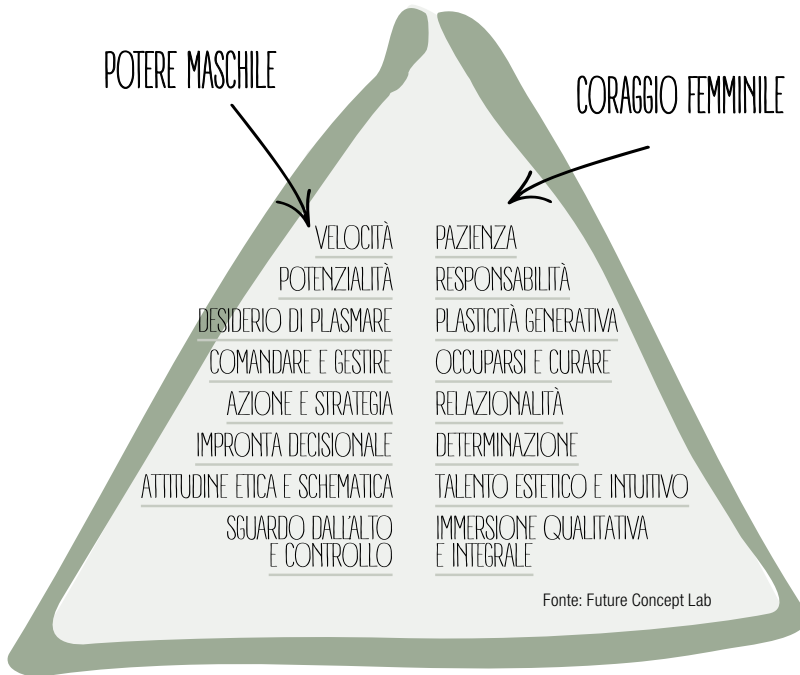 POTERE MASCHILE
CORAGGIO FEMMINILE
VELOCITÀ
PAZIENZA
POTENZIALITÀ
RESPONSABILITÀ
DESIDERIO DI PLASMARE
PLASTICITÀ GENERATIVA
COMANDARE E GESTIRE
OCCUPARSI E CURARE
AZIONE E STRATEGIA
RELAZIONALITÀ
IMPRONTA DECISIONALE
DETERMINAZIONE
ATTITUDINE ETICA E SCHEMATICA
TALENTO ESTETICO E INTUITIVO
SGUARDO DALL'ALTO
E CONTROLLO
IMMERSIONE QUALITATIVA
E INTEGRALE
Fonte: Future Concept Lab